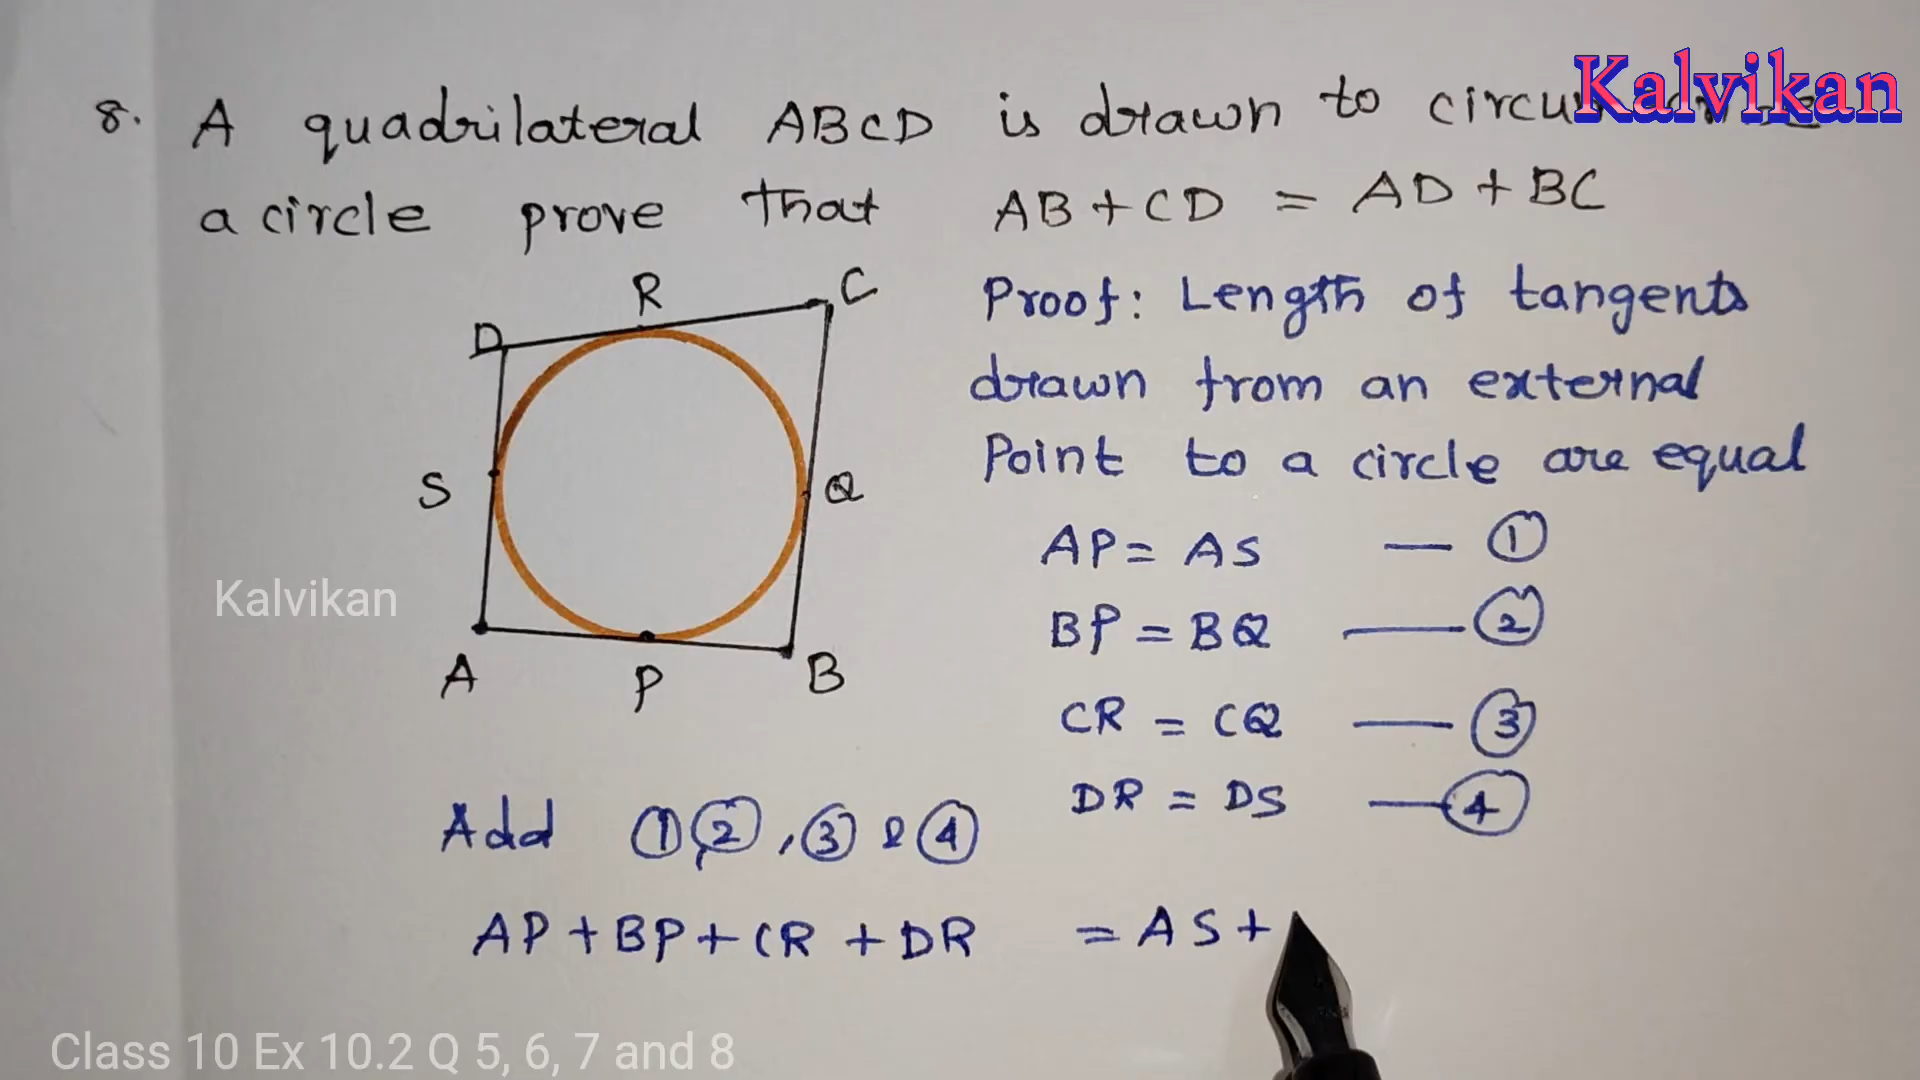 Kalvikan
8. A quadrilateral ABCD is drawn to
a circle prove that AB + CD = AD + BC
R C
D
S Q
A P B
Proof: Length of tangents
drawn from an external
Point to a circle are equal
AP = AS — ①
BP = BQ — ②
CR = CQ — ③
DR = DS — ④
Kalvikan
Add ①, ②, ③ & ④
AP + BP + CR + DR = AS +
Class 10 Ex 10.2 Q 5, 6, 7 and 8